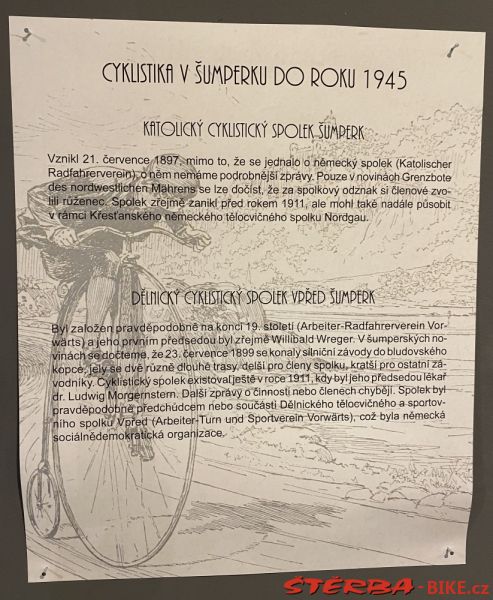 CYKLISTIKA V ŠUMPERKU DO ROKU 1945
KATOLICKÝ CYKLISTICKÝ SPOLEK ŠUMPERK
Vznikl 21. července 1897, mimo to, že se jednalo o německý spolek (Katolischer
Radfahrerverein), o něm nemáme podrobnější zprávy. Pouze v novinách Grenzbote
des nordwestlichen Mährens se lze dočíst, že za spolkový odznak si členové zvo-
lili růženec. Spolek zřejmě zanikl před rokem 1911, ale mohl také nadále působit
v rámci Křesťanského německého tělocvičného spolku Nordgau.
DĚLNICKÝ CYKLISTICKÝ SPOLEK VPŘED ŠUMPERK
Byl založen pravděpodobně na konci 19. století (Arbeiter-Radfahrerverein Vor-
wärts) a jeho prvním předsedou byl zřejmě Willibald Wreger. V šumperských no-
vinách se dočteme, že 23. července 1899 se konaly silniční závody do bludovského
kopce, jely se dvě různě dlouhé trasy, delší pro členy spolku, kratší pro ostatní zá-
vodníky. Cyklistický spolek existoval ještě v roce 1911, kdy byl jeho předsedou lékař
dr. Ludwig Morgenstern. Další zprávy o činnosti nebo členech chybějí. Spolek byl
pravděpodobně předchůdcem nebo součástí Dělnického tělocvičného a sportov-
ního spolku Vpřed (Arbeiter-Turn und Sportverein Vorwärts), což byla německá
sociálnědemokratická organizace.
ŠTĚRBA-BIKE.cz